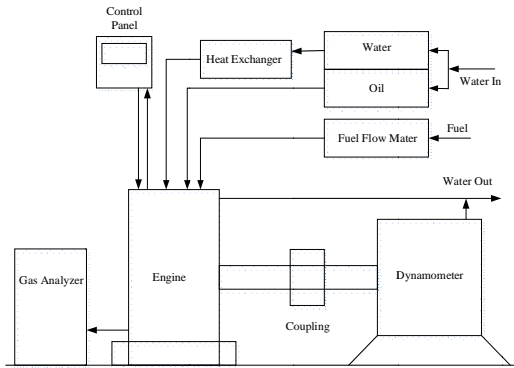 Control
Panel
Water
Heat Exchanger
Water In
Oil
Fuel
Fuel Flow Mater
Water Out
Gas Analyzer
Engine
Dynamometer
Coupling